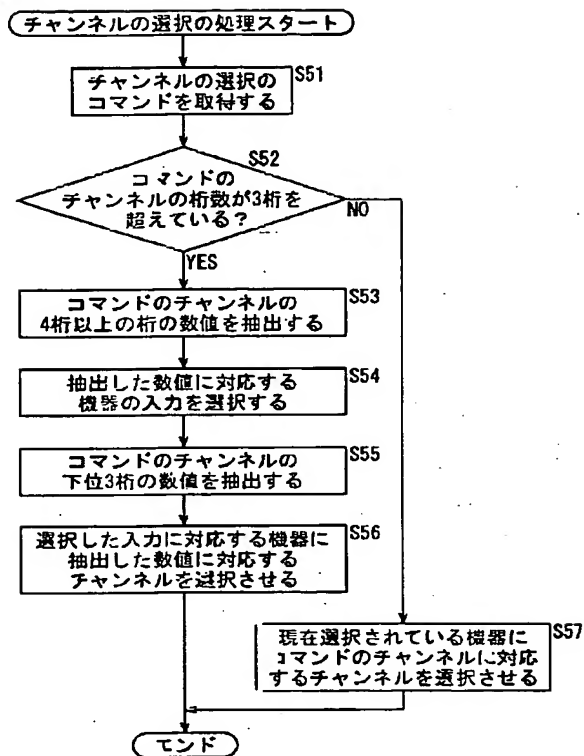 チャンネルの選択の処理スタート
チャンネルの選択の
コマンドを取得する
S51
S52
コマンドの
チャンネルの桁数が3桁を
超えている?
NO
YES
コマンドのチャンネルの
4桁以上の桁の数値を抽出する
S53
抽出した数値に対応する
機器の入力を選択する
S54
コマンドのチャンネルの
下位3桁の数値を抽出する
S55
選択した入力に対応する機器に
抽出した数値に対応する
チャンネルを選択させる
S56
現在選択されている機器に
コマンドのチャンネルに対応
するチャンネルを選択させる
S57
エンド